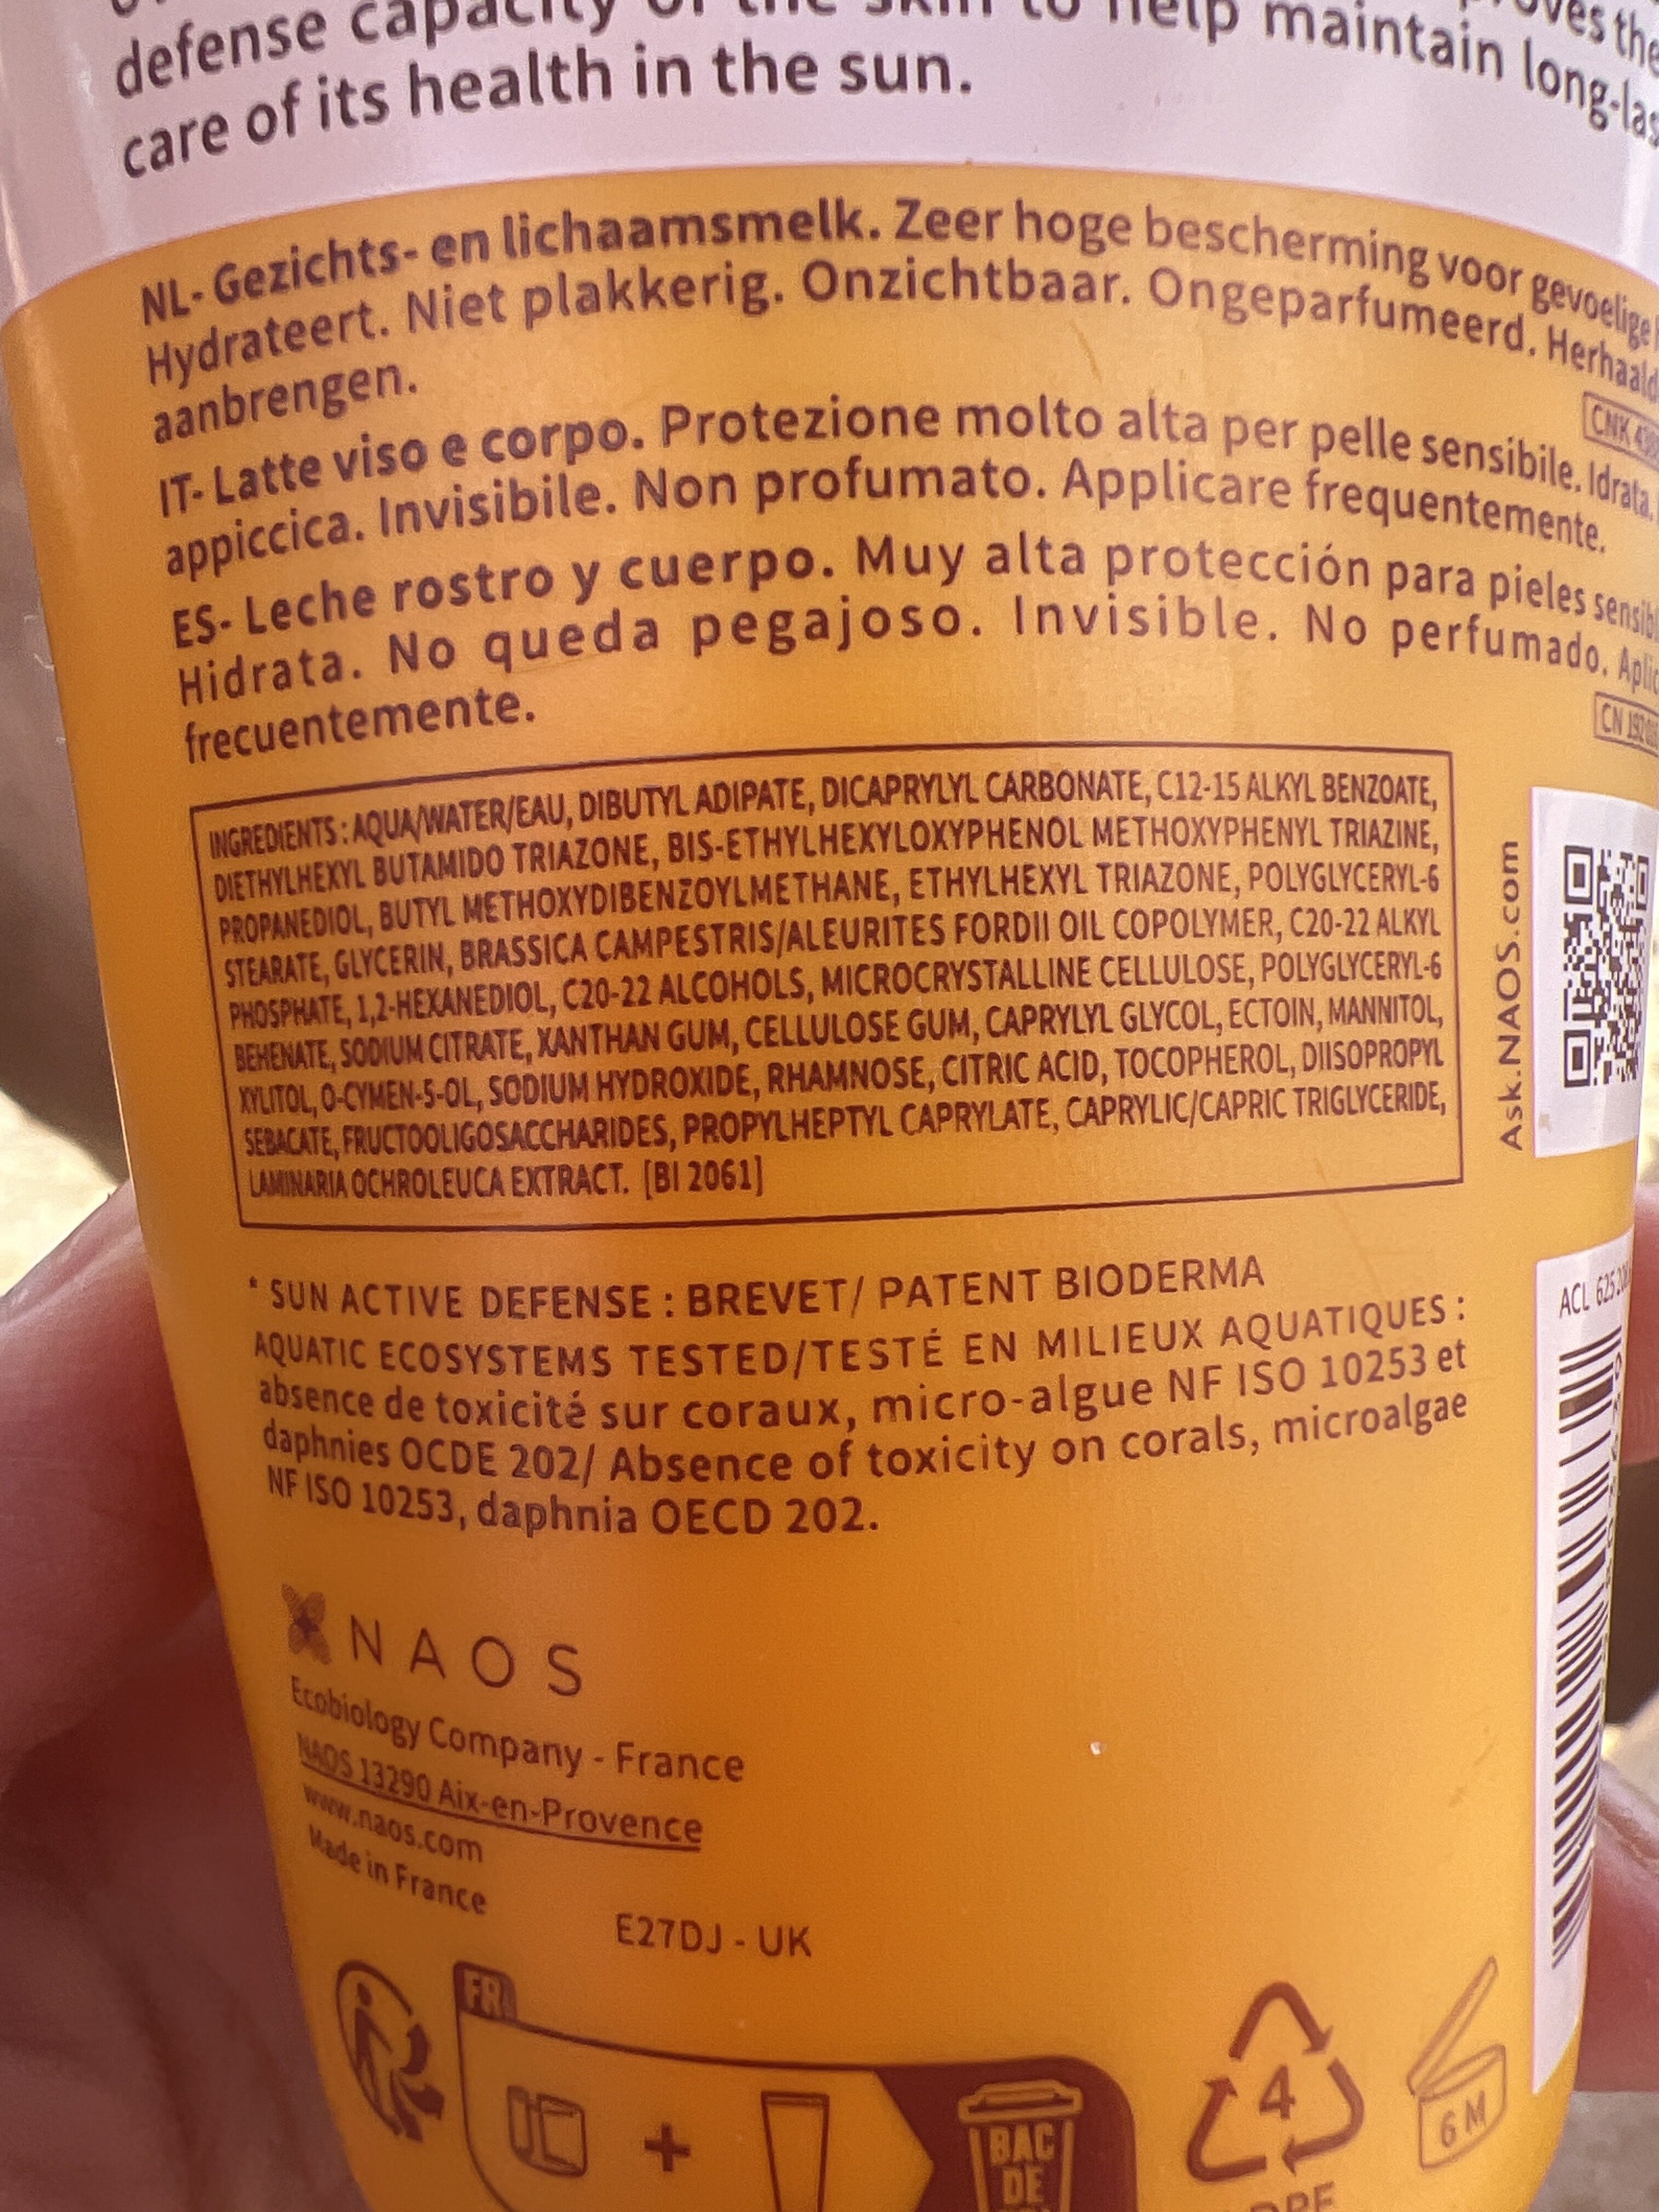 defense capacity of the skin to help maintain
care of its health in the sun.
NL- Gezichts- en lichaamsmelk. Zeer hoge bescherming voor gevoelige
Hydrateert. Niet plakkerig. Onzichtbaar. Ongeparfumeerd.
aanbrengen.
CNK
IT- Latte viso e corpo. Protezione molto alta per pelle sensibile. Idrata.
appiccica. Invisibile. Non profumato. Applicare frequentemente.
ES- Leche rostro y cuerpo. Muy alta protección para pieles
Hidrata. No queda pegajoso. Invisible. No perfumado.
frecuentemente.
CN
INGREDIENTS : AQUA/WATER/EAU, DIBUTYL ADIPATE, DICAPRYLYL CARBONATE, C12-15 ALKYL BENZOATE,
DIETHYLHEXYL BUTAMIDO TRIAZONE, BIS-ETHYLHEXYLOXYPHENOL METHOXYPHENYL TRIAZINE,
PROPANEDIOL, BUTYL METHOXYDIBENZOYLMETHANE, ETHYLHEXYL TRIAZONE, POLYGLYCERYL-6
STEARATE, GLYCERIN, BRASSICA CAMPESTRIS/ALEURITES FORDII OIL COPOLYMER, C20-22 ALKYL
PHOSPHATE, 1,2-HEXANEDIOL, C20-22 ALCOHOLS, MICROCRYSTALLINE CELLULOSE, POLYGLYCERYL-6
BEHENATE, SODIUM CITRATE, XANTHAN GUM, CELLULOSE GUM, CAPRYLYL GLYCOL, ECTOIN, MANNITOL,
XYLITOL, O-CYMEN-5-OL, SODIUM HYDROXIDE, RHAMNOSE, CITRIC ACID, TOCOPHEROL, DIISOPROPYL
SEBACATE, FRUCTOOLIGOSACCHARIDES, PROPYLHEPTYL CAPRYLATE, CAPRYLIC/CAPRIC TRIGLYCERIDE,
LAMINARIA OCHROLEUCA EXTRACT. [BI 2061]
Ask.NAOS.com
ACL
* SUN ACTIVE DEFENSE : BREVET/ PATENT BIODERMA
AQUATIC ECOSYSTEMS TESTED/TESTÉ EN MILIEUX AQUATIQUES :
absence de toxicité sur coraux, micro-algue NF ISO 10253 et
daphnies OCDE 202/ Absence of toxicity on corals, microalgae
NF ISO 10253, daphnia OECD 202.
NAOS
Ecobiology Company - France
NAOS 13290 Aix-en-Provence
www.naos.com
Made in France
E27DJ - UK
FR
BAC
DE
4
6 M